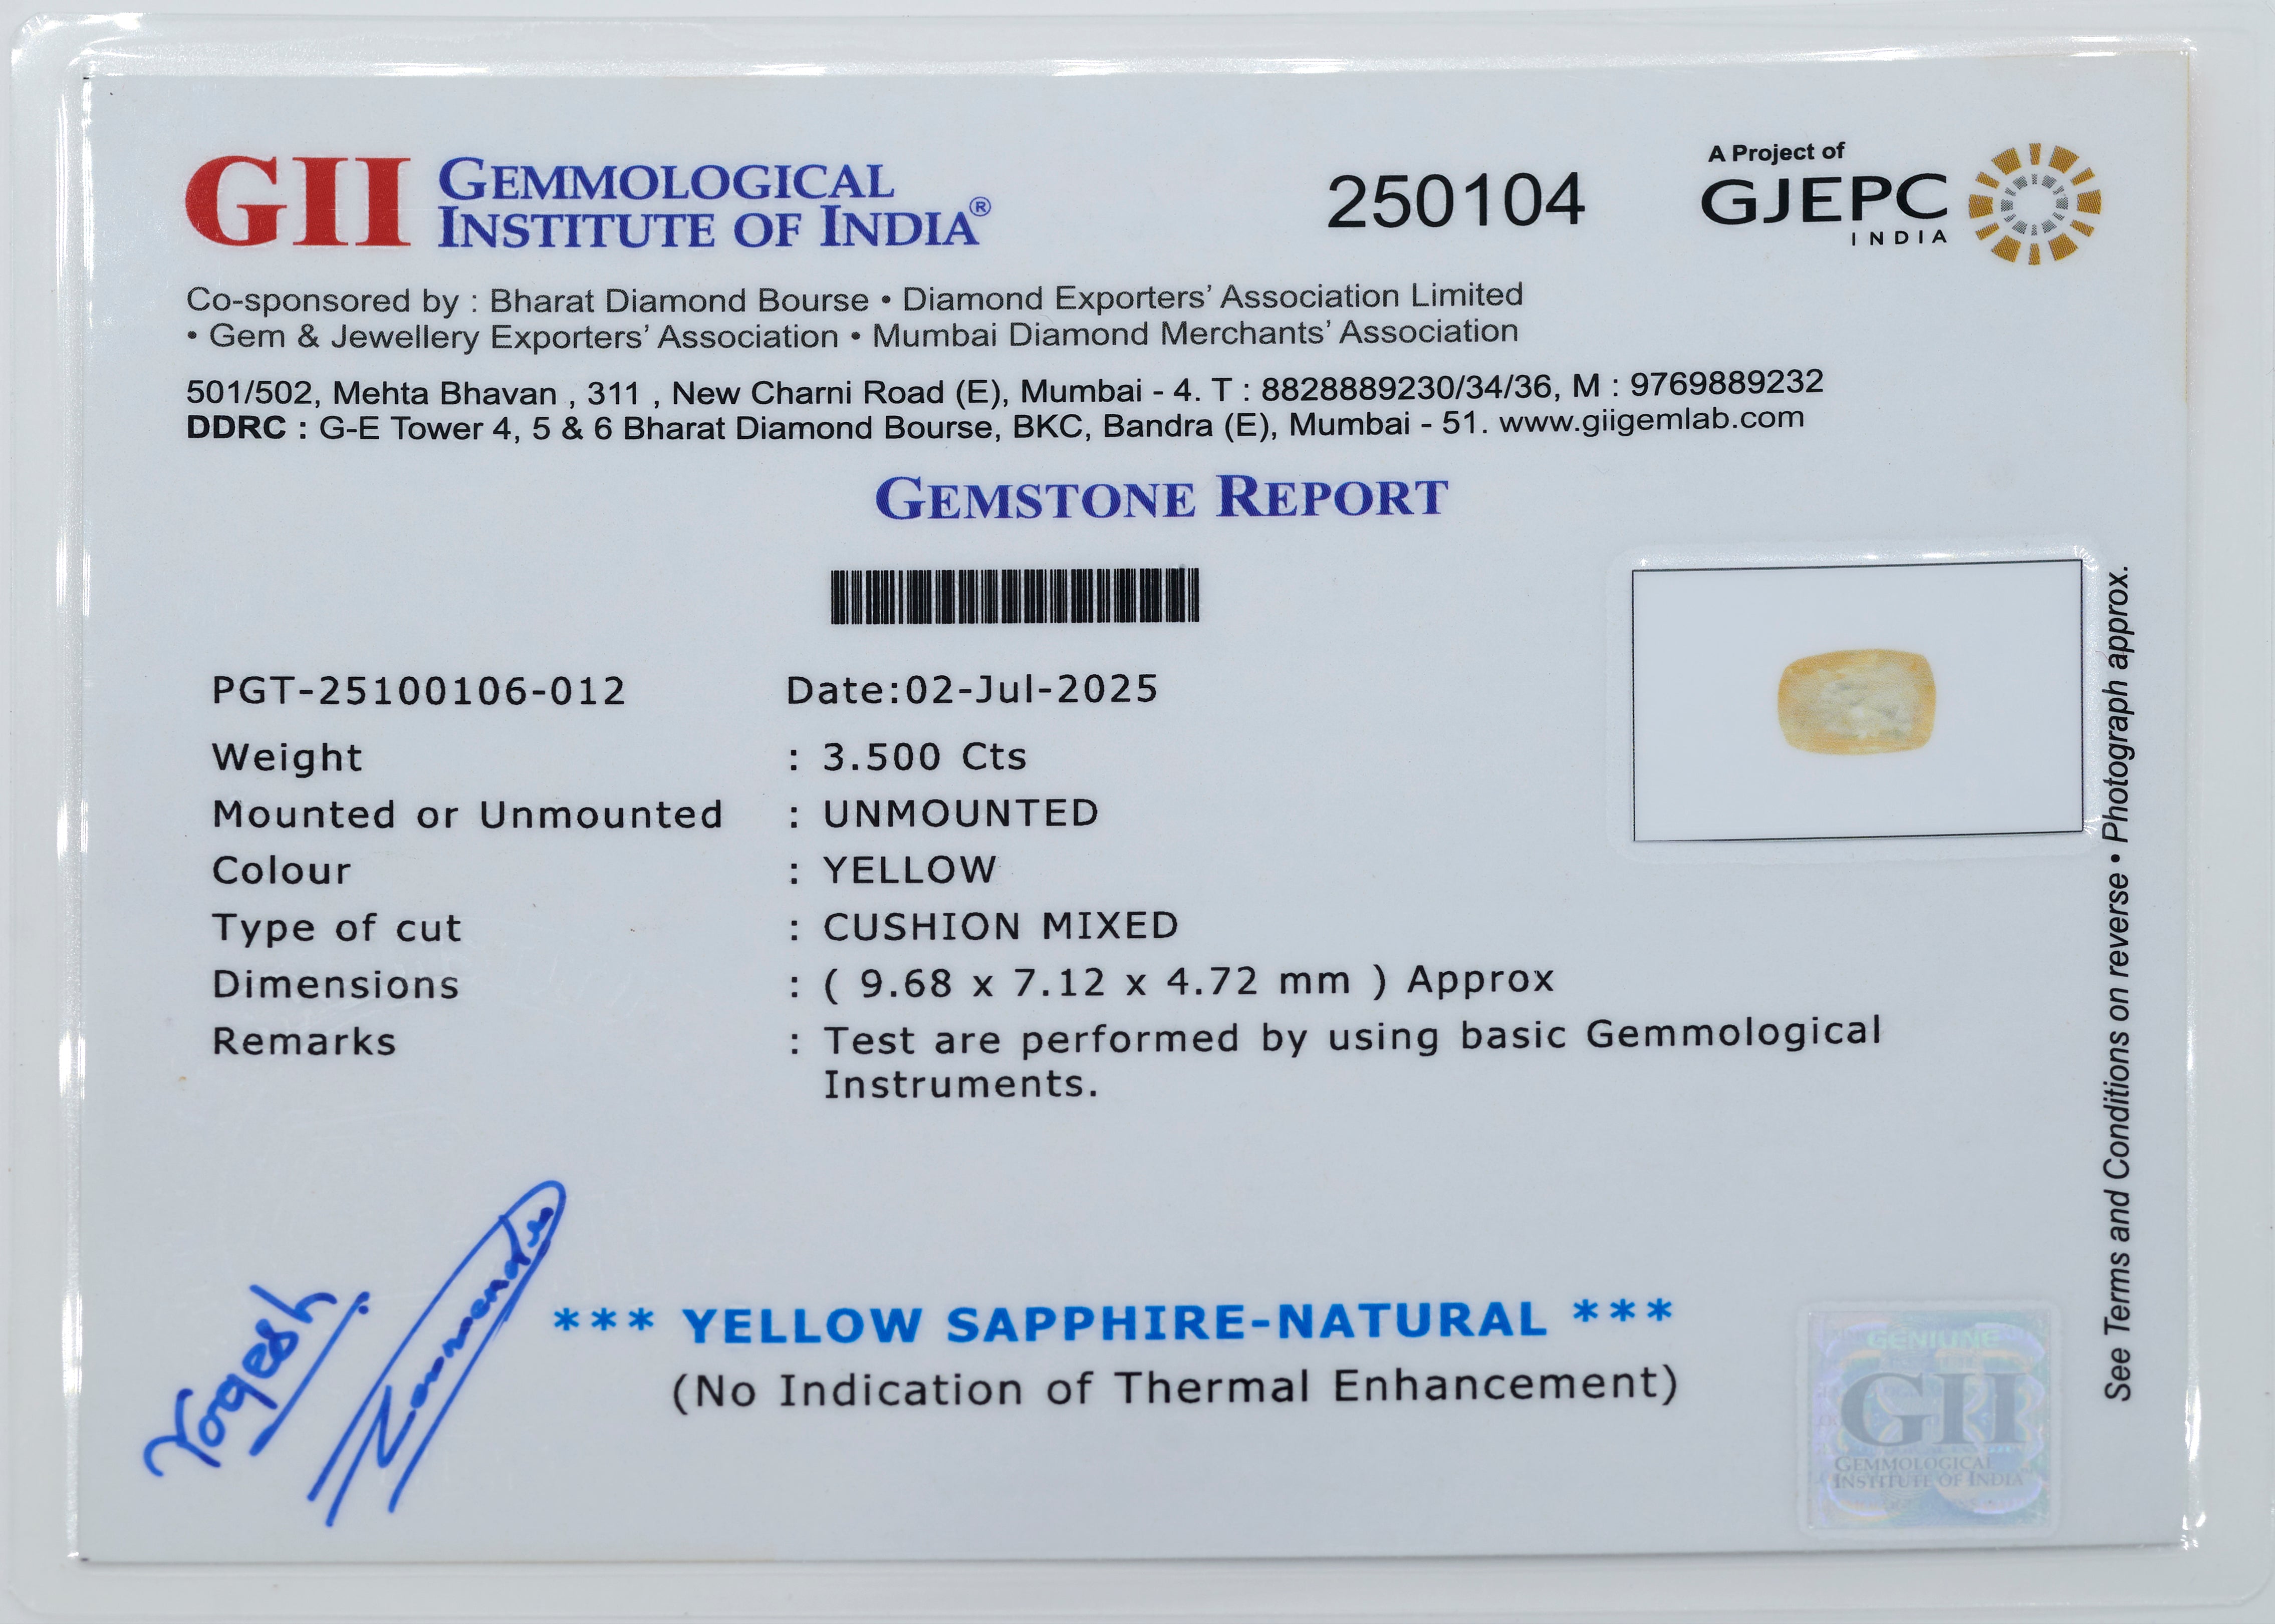 GII GEMMOLOGICAL INSTITUTE OF INDIA®
250104
A Project of
GJEPC
INDIA
Co-sponsored by : Bharat Diamond Bourse • Diamond Exporters' Association Limited
• Gem & Jewellery Exporters' Association • Mumbai Diamond Merchants' Association
501/502, Mehta Bhavan , 311 , New Charni Road (E), Mumbai - 4. T : 8828889230/34/36, M : 9769889232
DDRC : G-E Tower 4, 5 & 6 Bharat Diamond Bourse, BKC, Bandra (E), Mumbai - 51. www.giigemlab.com
GEMSTONE REPORT
PGT-25100106-012 Date:02-Jul-2025
Weight : 3.500 Cts
Mounted or Unmounted : UNMOUNTED
Colour : YELLOW
Type of cut : CUSHION MIXED
Dimensions : ( 9.68 x 7.12 x 4.72 mm ) Approx
Remarks : Test are performed by using basic Gemmological
Instruments.
See Terms and Conditions on reverse • Photograph approx.
Yogesh
*** YELLOW SAPPHIRE-NATURAL ***
(No Indication of Thermal Enhancement)
GENIUNE
GII
GEMMOLOGICAL
INSTITUTE OF INDIA